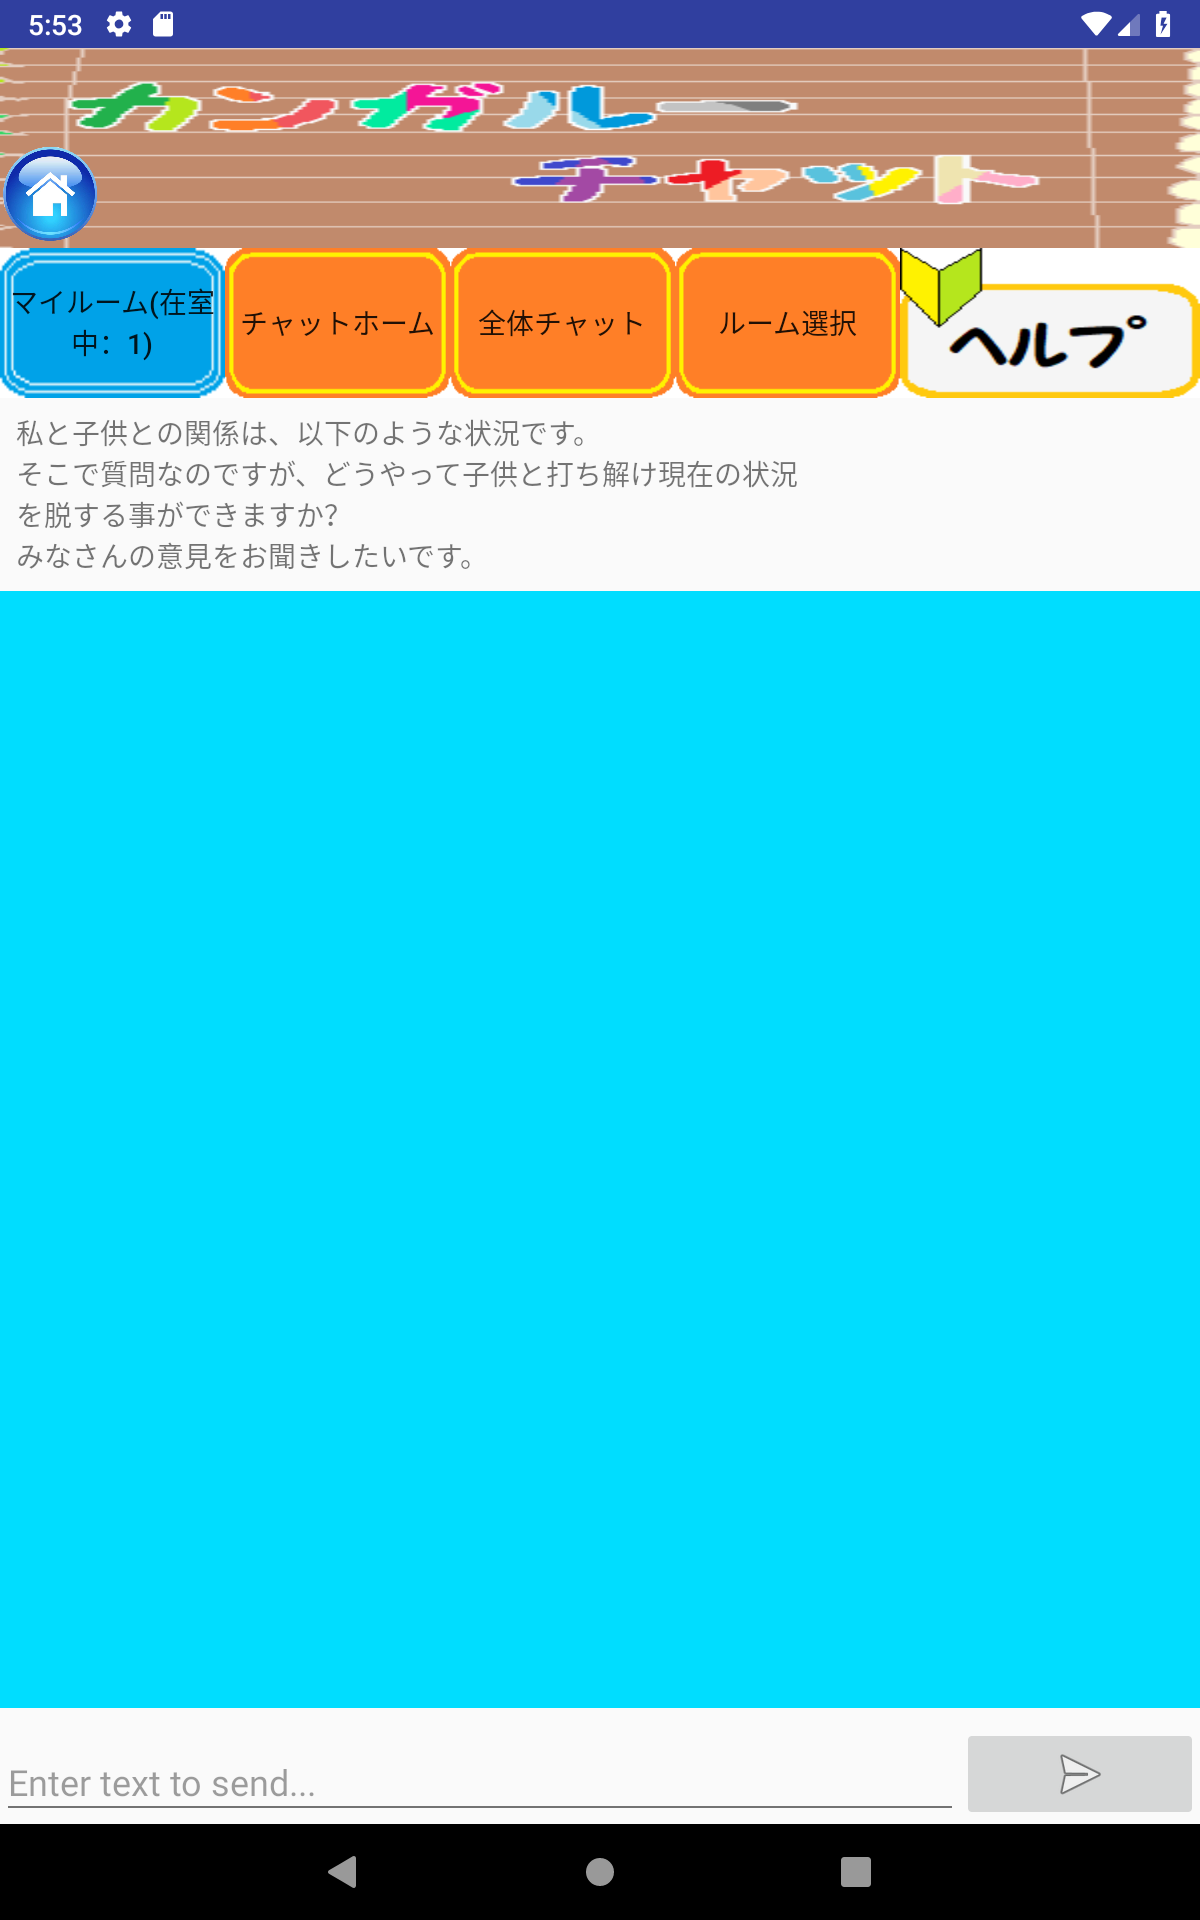 5:53
カンガルー
チャット
マイルーム(在室
中：1)
チャットホーム
全体チャット
ルーム選択
ヘルプ
私と子供との関係は、以下のような状況です。
そこで質問なのですが、どうやって子供と打ち解け現在の状況
を脱する事ができますか?
みなさんの意見をお聞きしたいです。
Enter text to send...